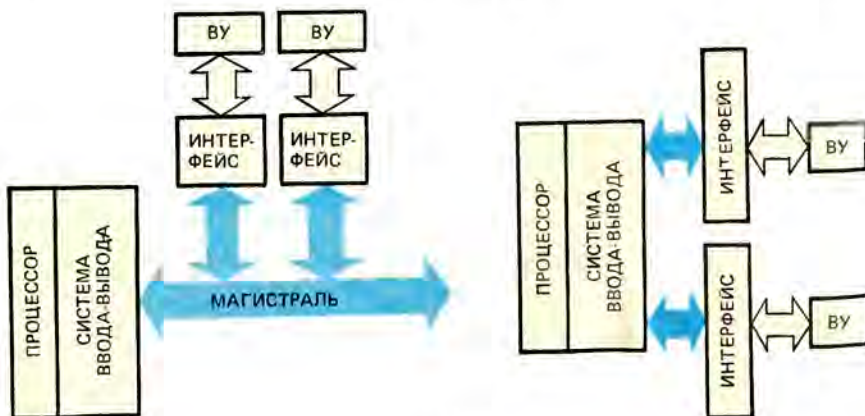 ВУ
ВУ
ИНТЕР-
ФЕЙС
ИНТЕР-
ФЕЙС
ПРОЦЕССОР
СИСТЕМА
ВВОДА-ВЫВОДА
МАГИСТРАЛЬ
ПРОЦЕССОР
СИСТЕМА
ВВОДА-ВЫВОДА
ИНТЕРФЕЙС
ВУ
ИНТЕРФЕЙС
ВУ